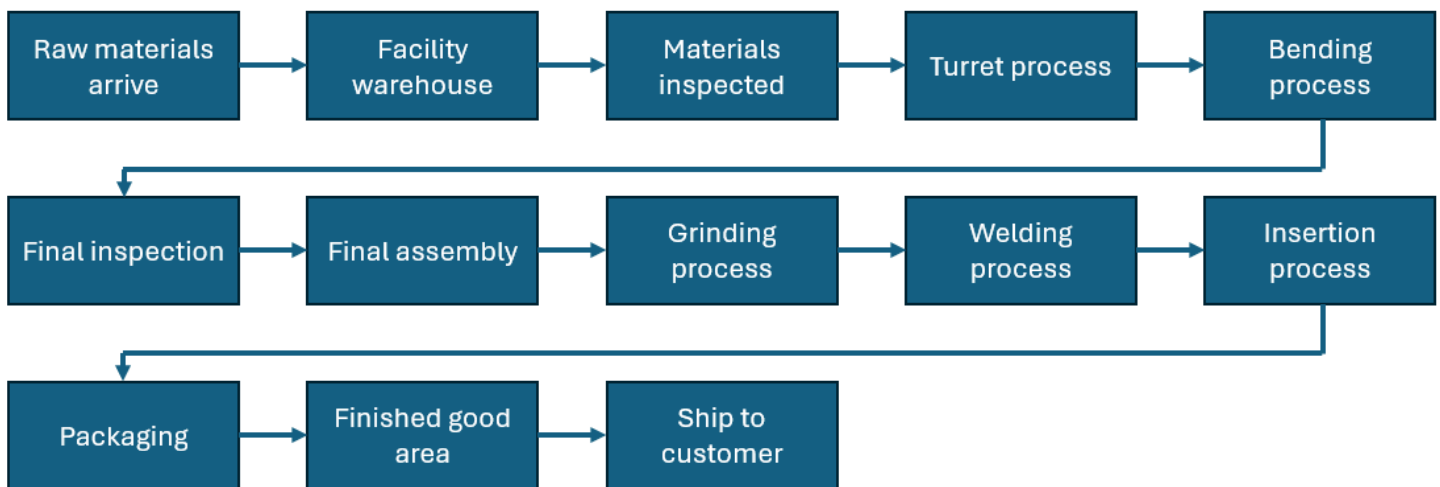 Raw materials
arrive
Facility
warehouse
Materials
inspected
Turret process
Bending
process
Final inspection
Final assembly
Grinding
process
Welding
process
Insertion
process
Packaging
Finished good
area
Ship to
customer